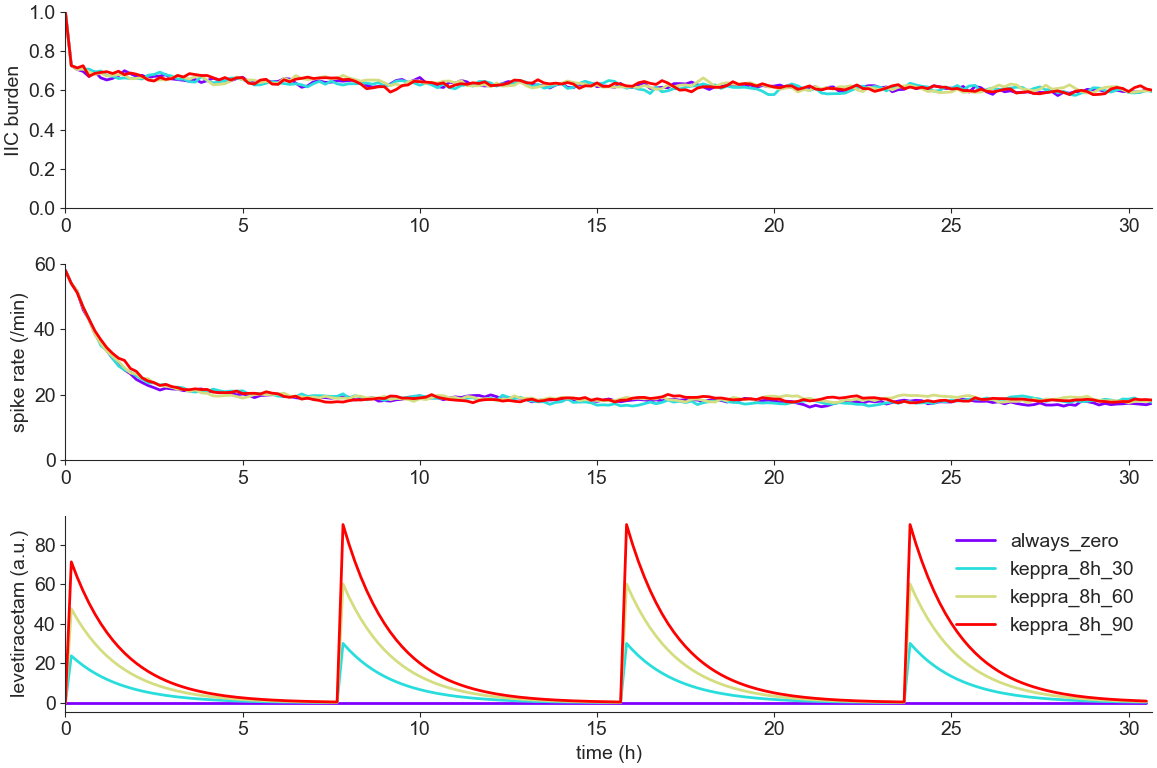 IIC burden
1.0
0.8
0.6
0.4
0.2
0.0
0 5 10 15 20 25 30
spike rate (/min)
60
40
20
0
0 5 10 15 20 25 30
levetiracetam (a.u.)
80
60
40
20
0
always_zero
keppra_8h_30
keppra_8h_60
keppra_8h_90
0 5 10 15 20 25 30
time (h)